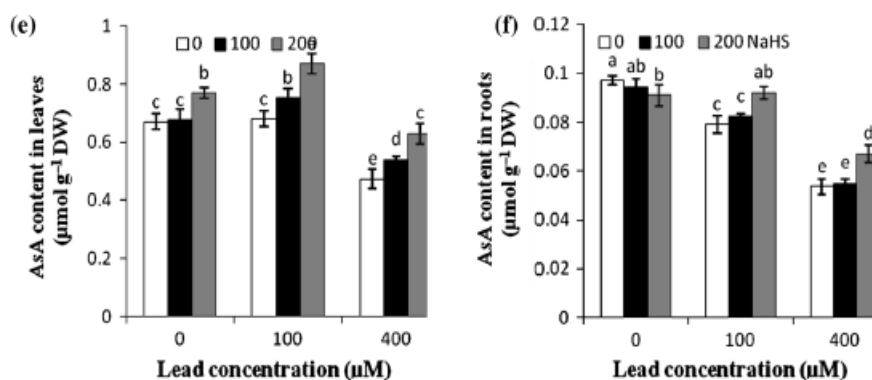 (e)
AsA content in leaves
(µmol g⁻¹ DW)
1
0.8
0.6
0.4
0.2
0
0 100 200
c c b
c b a
e d c
0 100 400
Lead concentration (µM)
(f)
AsA content in roots
(µmol g⁻¹ DW)
0.12
0.1
0.08
0.06
0.04
0.02
0
0 100 200 NaHS
a ab b
c c ab
e e d
0 100 400
Lead concentration (µM)